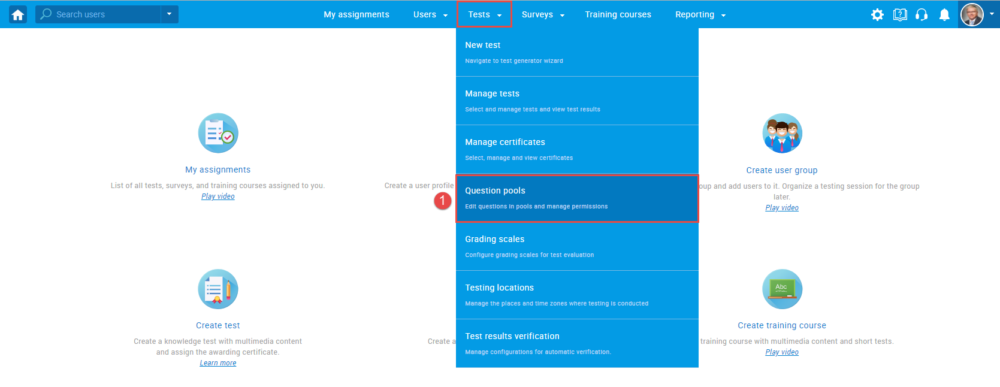 Search users
My assignments
Users
Tests
Surveys
Training courses
Reporting
New test
Navigate to test generator wizard
Manage tests
Select and manage tests and view test results
Manage certificates
Select, manage and view certificates
Question pools
Edit questions in pools and manage permissions
Grading scales
Configure grading scales for test evaluation
Testing locations
Manage the places and time zones where testing is conducted
Test results verification
Manage configurations for automatic verification.
1
My assignments
List of all tests, surveys, and training courses assigned to you.
Play video
Create a user profile
Create user group
oup and add users to it. Organize a testing session for the group
later.
Play video
Create test
Create a knowledge test with multimedia content
and assign the awarding certificate.
Learn more
Create a
Abc
Create training course
training course with multimedia content and short tests.
Play video